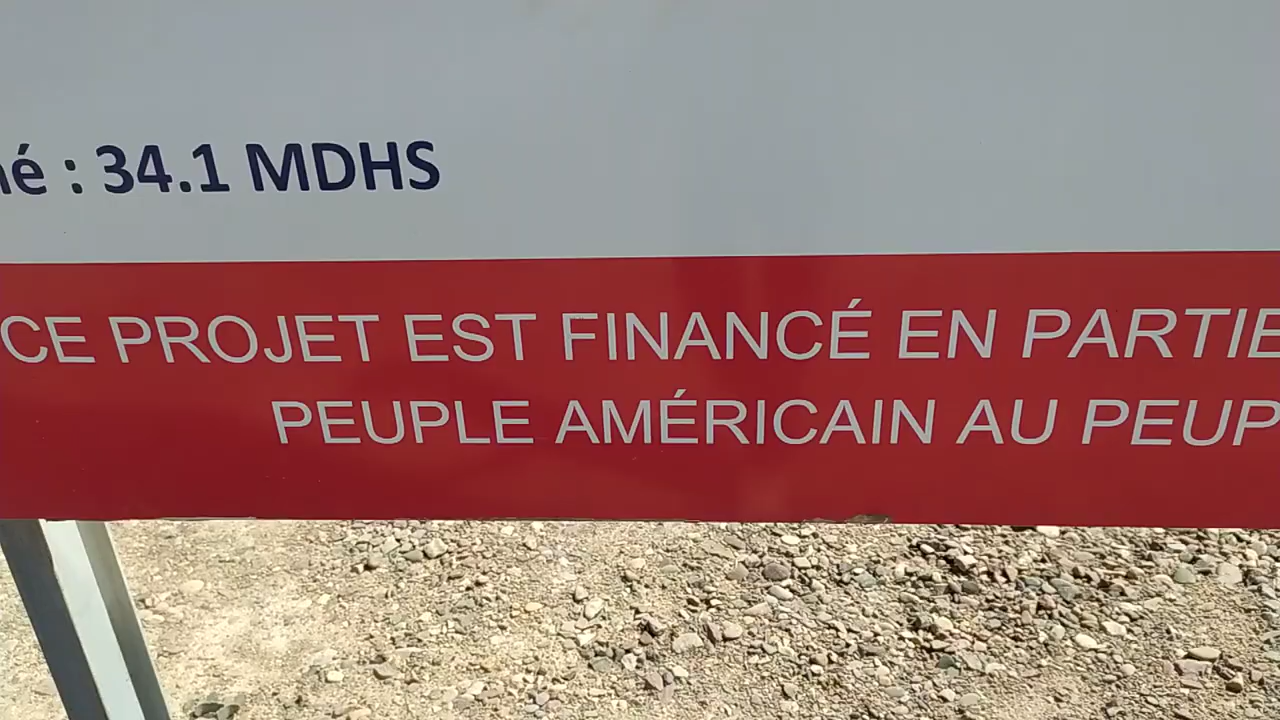 é : 34.1 MDHS
CE PROJET EST FINANCÉ EN PARTIE
PEUPLE AMÉRICAIN AU PEUP